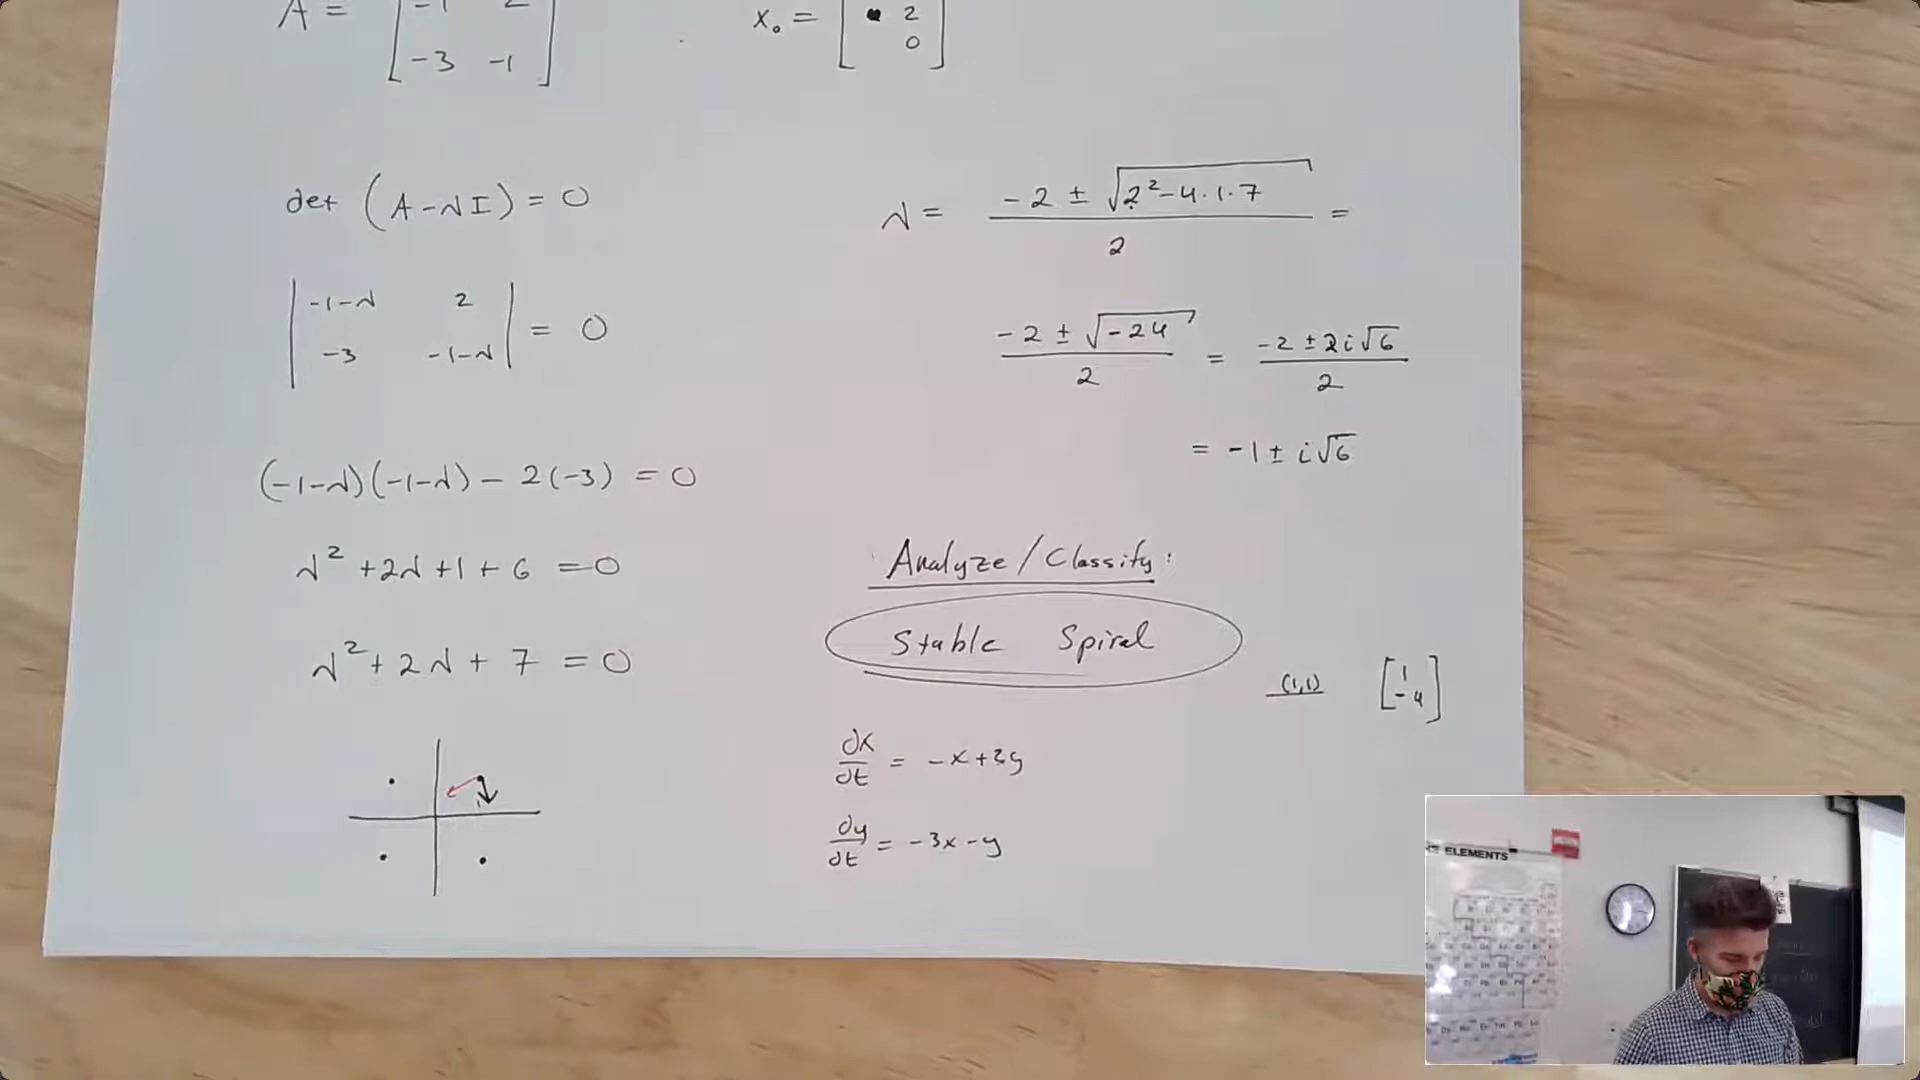 A = [-1 2
-3 -1]
x₀ = [2
0]
det (A-λI) = 0
|-1-λ 2
-3 -1-λ| = 0
(-1-λ)(-1-λ) - 2(-3) = 0
λ² + 2λ + 1 + 6 = 0
λ² + 2λ + 7 = 0
λ = (-2 ± √(2²-4·1·7))/2 =
(-2 ± √-24)/2 = (-2 ± 2i√6)/2
= -1 ± i√6
Analyze/Classify:
Stable Spiral
(1,1) [1
-4]
dx/dt = -x+2y
dy/dt = -3x-y
ELEMENTS